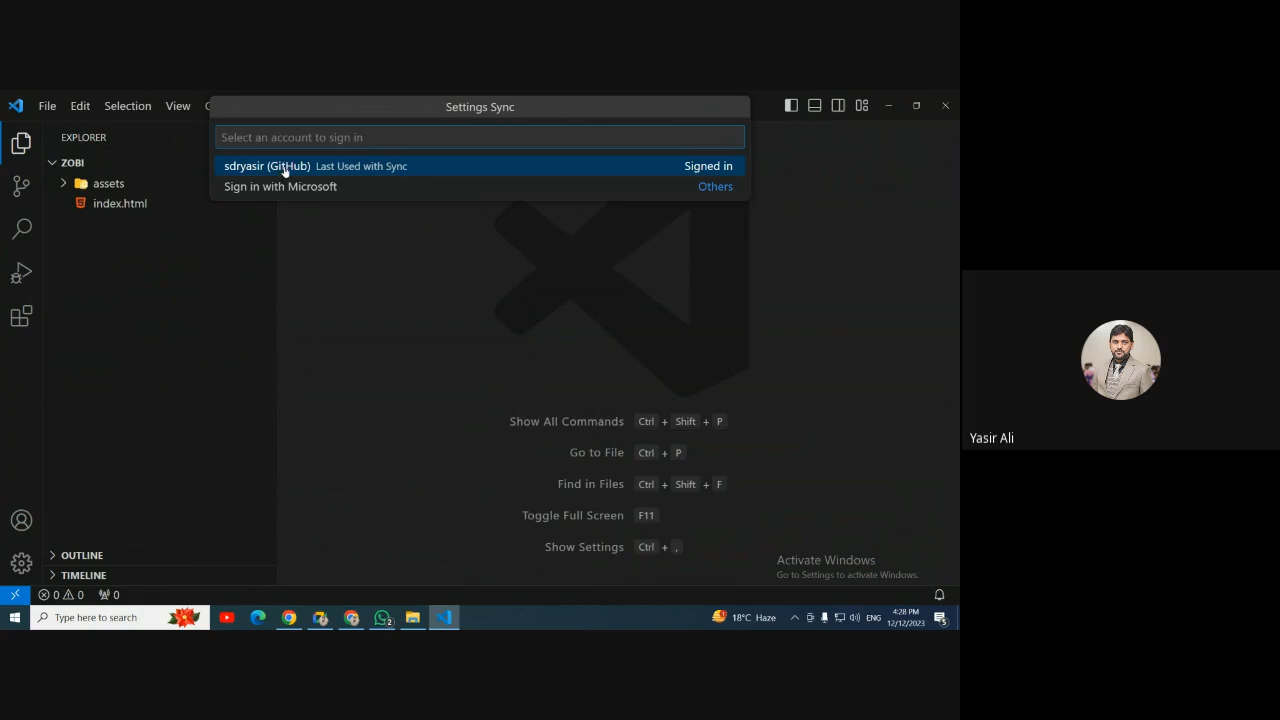 File Edit Selection View
Settings Sync
Select an account to sign in
sdryasir (GitHub) Last Used with Sync Signed in
Sign in with Microsoft Others
EXPLORER
ZOBI
assets
index.html
Show All Commands Ctrl + Shift + P
Go to File Ctrl + P
Find in Files Ctrl + Shift + F
Toggle Full Screen F11
Show Settings Ctrl + ,
Activate Windows
Go to Settings to activate Windows.
OUTLINE
TIMELINE
0 0 0
Type here to search
2
18°C Haze
ENG
4:28 PM
12/12/2023
5
Yasir Ali